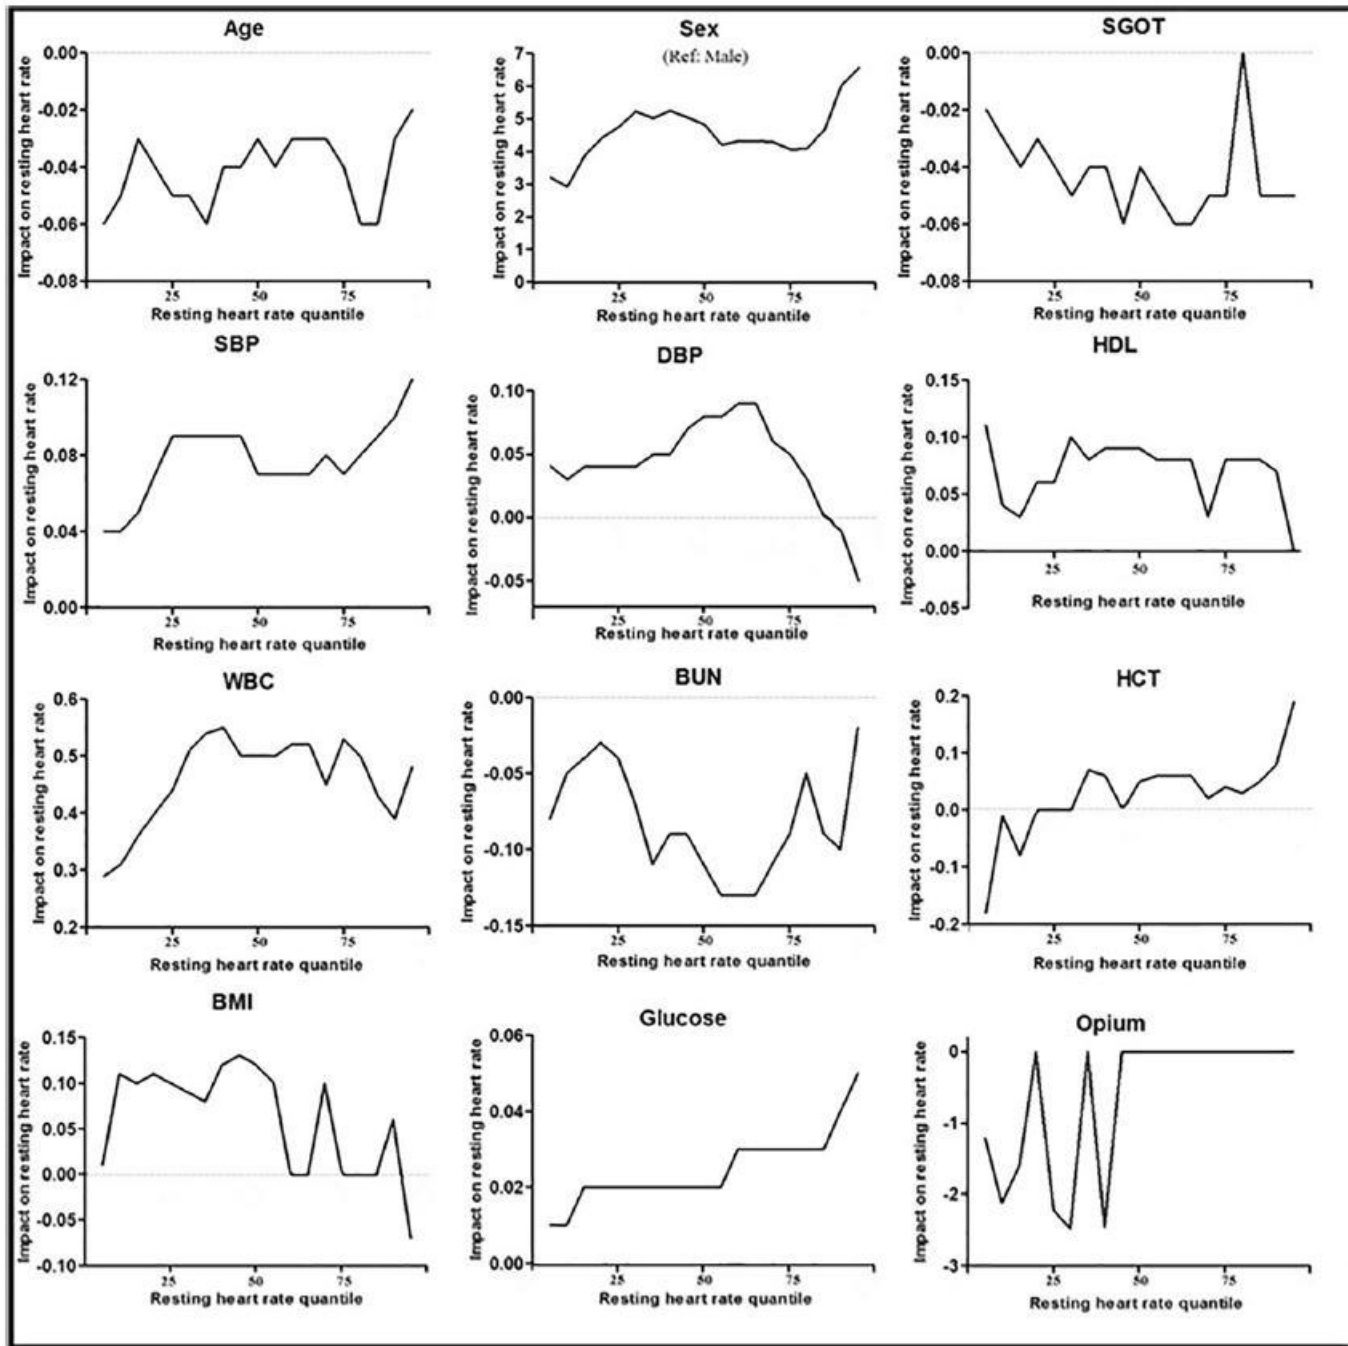 Age
Impact on resting heart rate
0.00
-0.02
-0.04
-0.06
-0.08
25 50 75
Resting heart rate quantile
Sex
(Ref: Male)
Impact on resting heart rate
7
6
5
4
3
2
1
0
25 50 75
Resting heart rate quantile
SGOT
Impact on resting heart rate
0.00
-0.02
-0.04
-0.06
-0.08
25 50 75
Resting heart rate quantile
SBP
Impact on resting heart rate
0.12
0.08
0.04
0.00
25 50 75
Resting heart rate quantile
DBP
Impact on resting heart rate
0.10
0.05
0.00
-0.05
25 50 75
Resting heart rate quantile
HDL
Impact on resting heart rate
0.15
0.10
0.05
0.00
-0.05
25 50 75
Resting heart rate quantile
WBC
Impact on resting heart rate
0.6
0.5
0.4
0.3
0.2
25 50 75
Resting heart rate quantile
BUN
Impact on resting heart rate
0.00
-0.05
-0.10
-0.15
25 50 75
Resting heart rate quantile
HCT
Impact on resting heart rate
0.2
0.1
0.0
-0.1
-0.2
25 50 75
Resting heart rate quantile
BMI
Impact on resting heart rate
0.15
0.10
0.05
0.00
-0.05
-0.10
25 50 75
Resting heart rate quantile
Glucose
Impact on resting heart rate
0.06
0.04
0.02
0.00
25 50 75
Resting heart rate quantile
Opium
Impact on resting heart rate
0
-1
-2
-3
25 50 75
Resting heart rate quantile